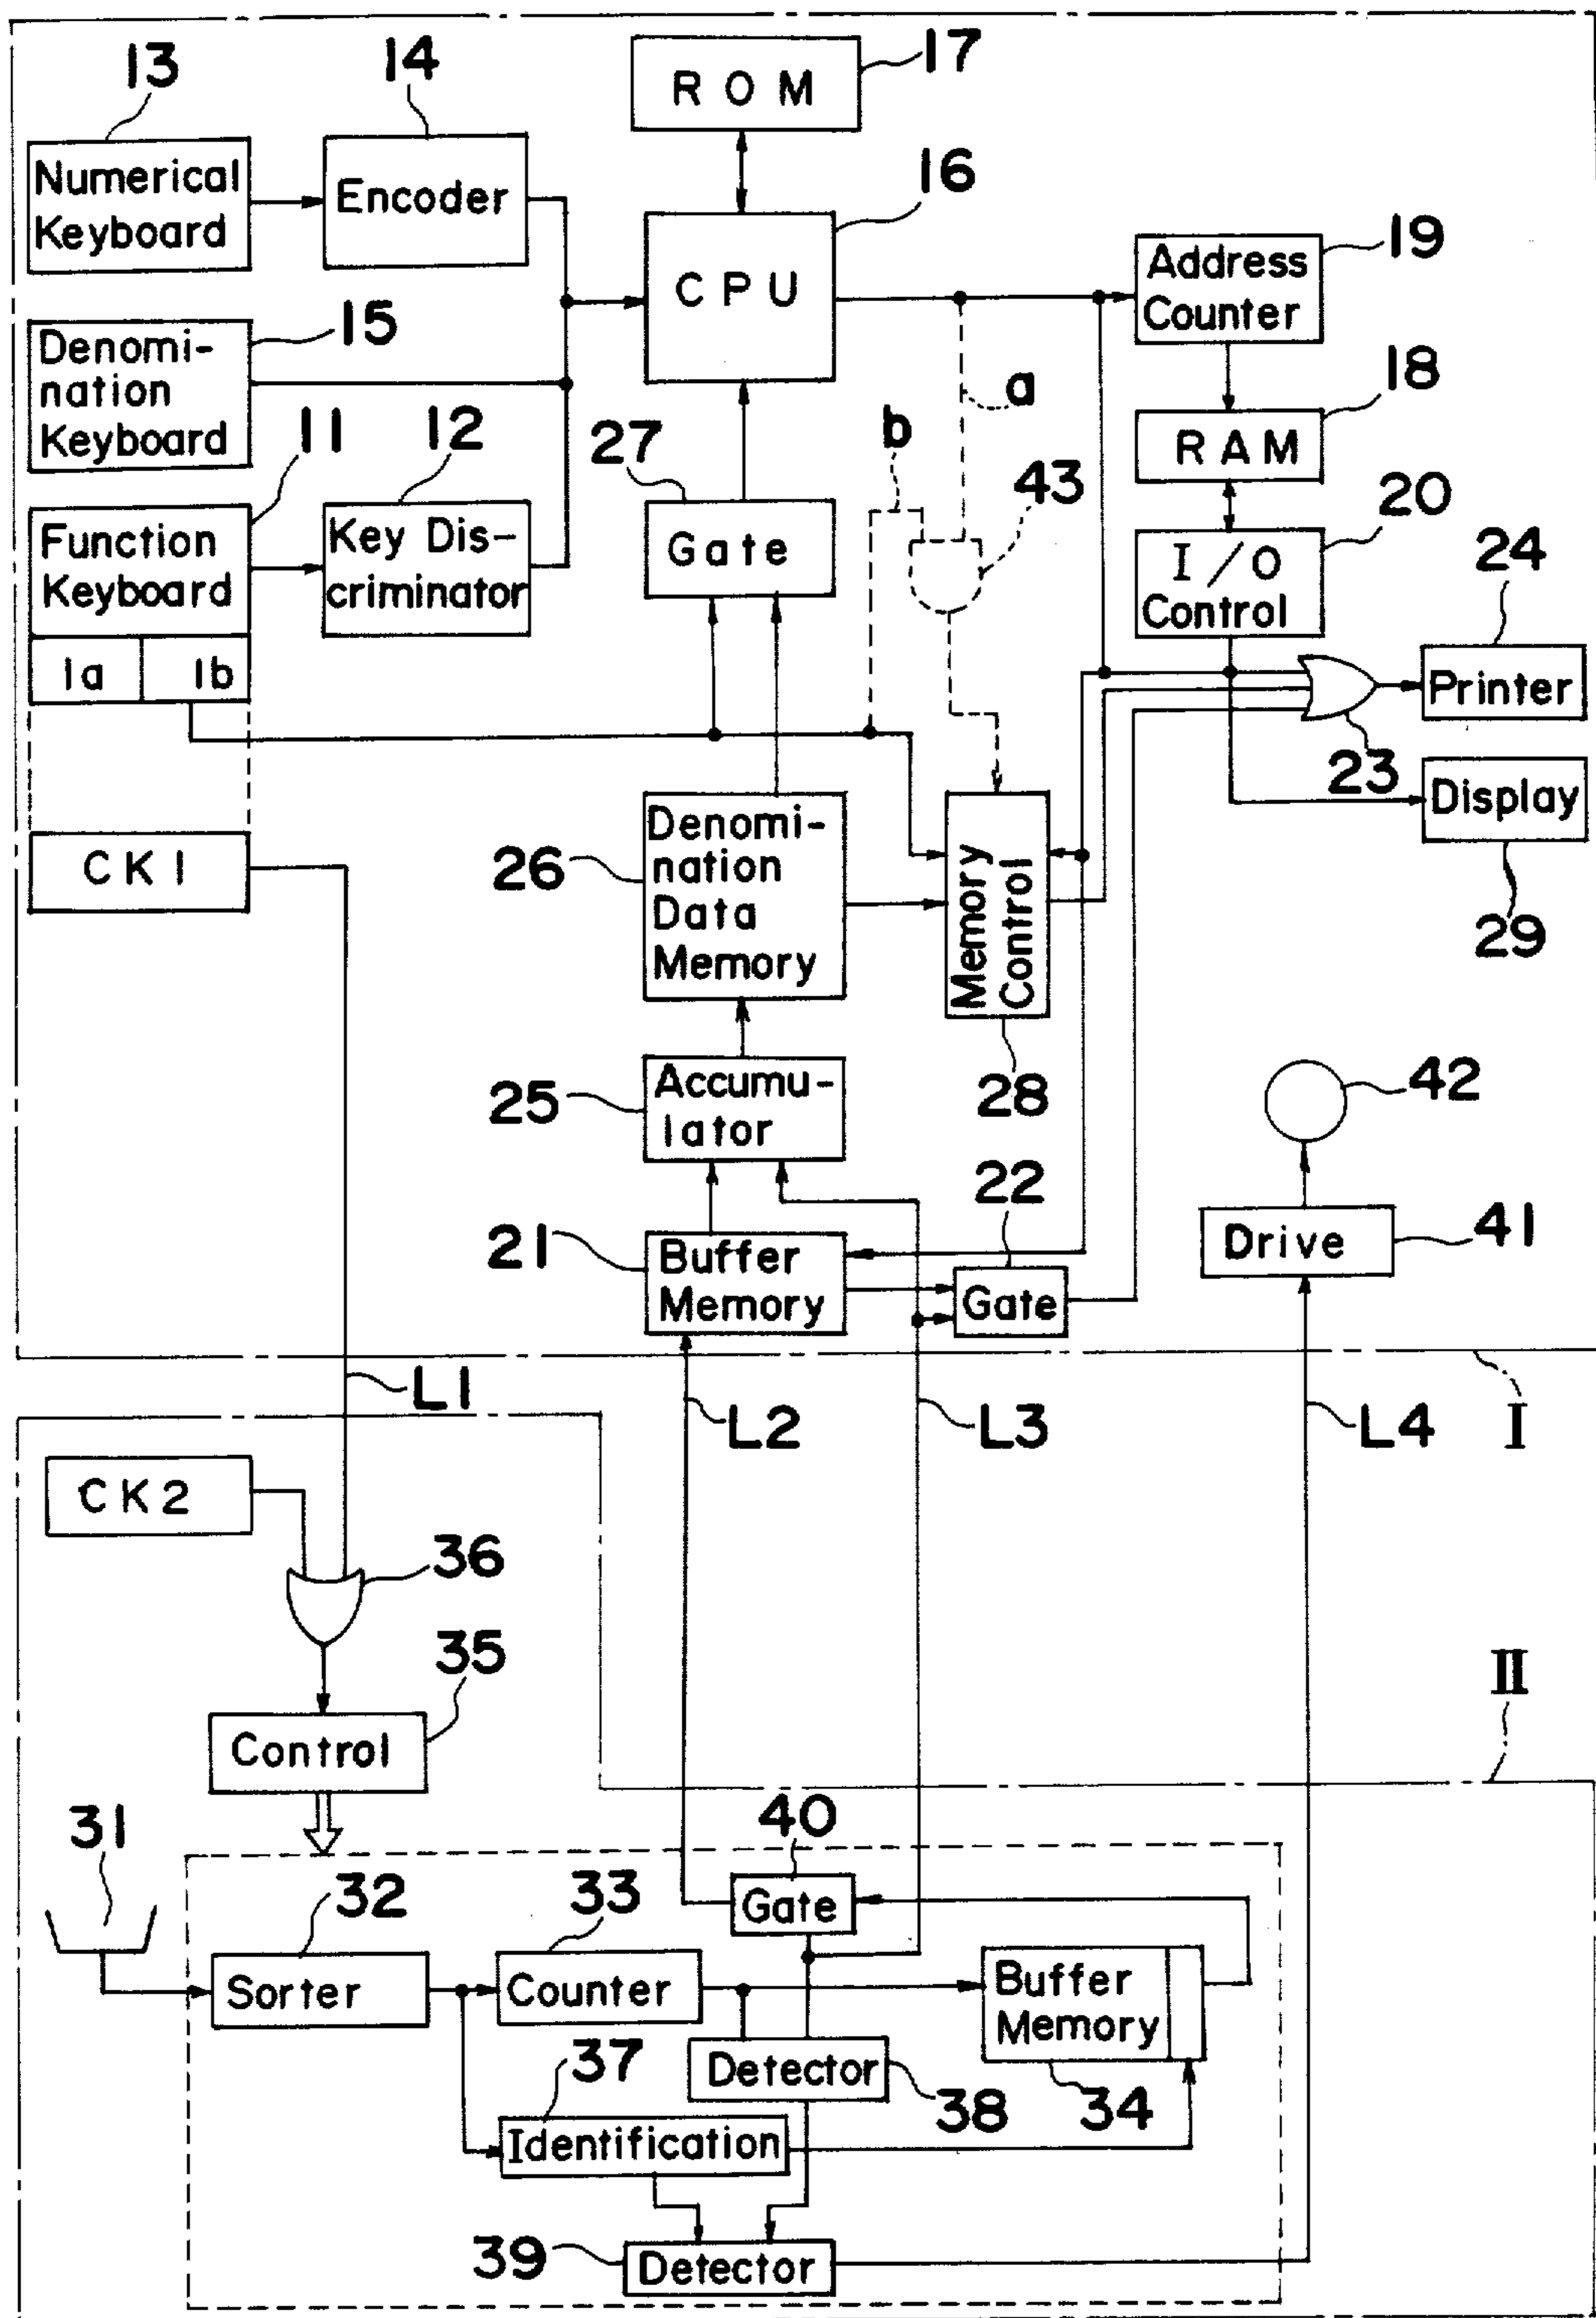 13
14
ROM
17
Numerical
Keyboard
Encoder
16
CPU
19
Address
Counter
15
Denomi-
nation
Keyboard
18
RAM
a
b
11
12
27
43
20
Function
Keyboard
Key Dis-
criminator
Gate
I/O
Control
24
1a
1b
Printer
23
Display
29
CK1
26
Denomi-
nation
Data
Memory
Memory
Control
28
25
Accumu-
lator
42
22
21
Buffer
Memory
Gate
Drive
41
L1
L2
L3
L4
I
CK2
36
35
Control
II
31
40
32
33
Gate
Sorter
Counter
Buffer
Memory
37
Detector
38
34
Identification
39
Detector